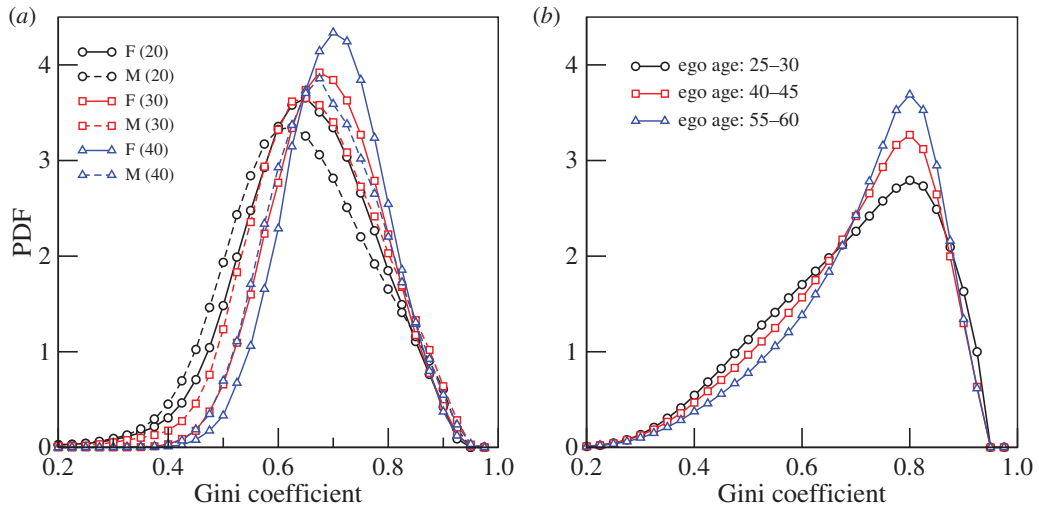 (a)
F (20)
M (20)
F (30)
M (30)
F (40)
M (40)
PDF
4
3
2
1
0
0.2 0.4 0.6 0.8 1.0
Gini coefficient
(b)
ego age: 25–30
ego age: 40–45
ego age: 55–60
4
3
2
1
0
0.2 0.4 0.6 0.8 1.0
Gini coefficient